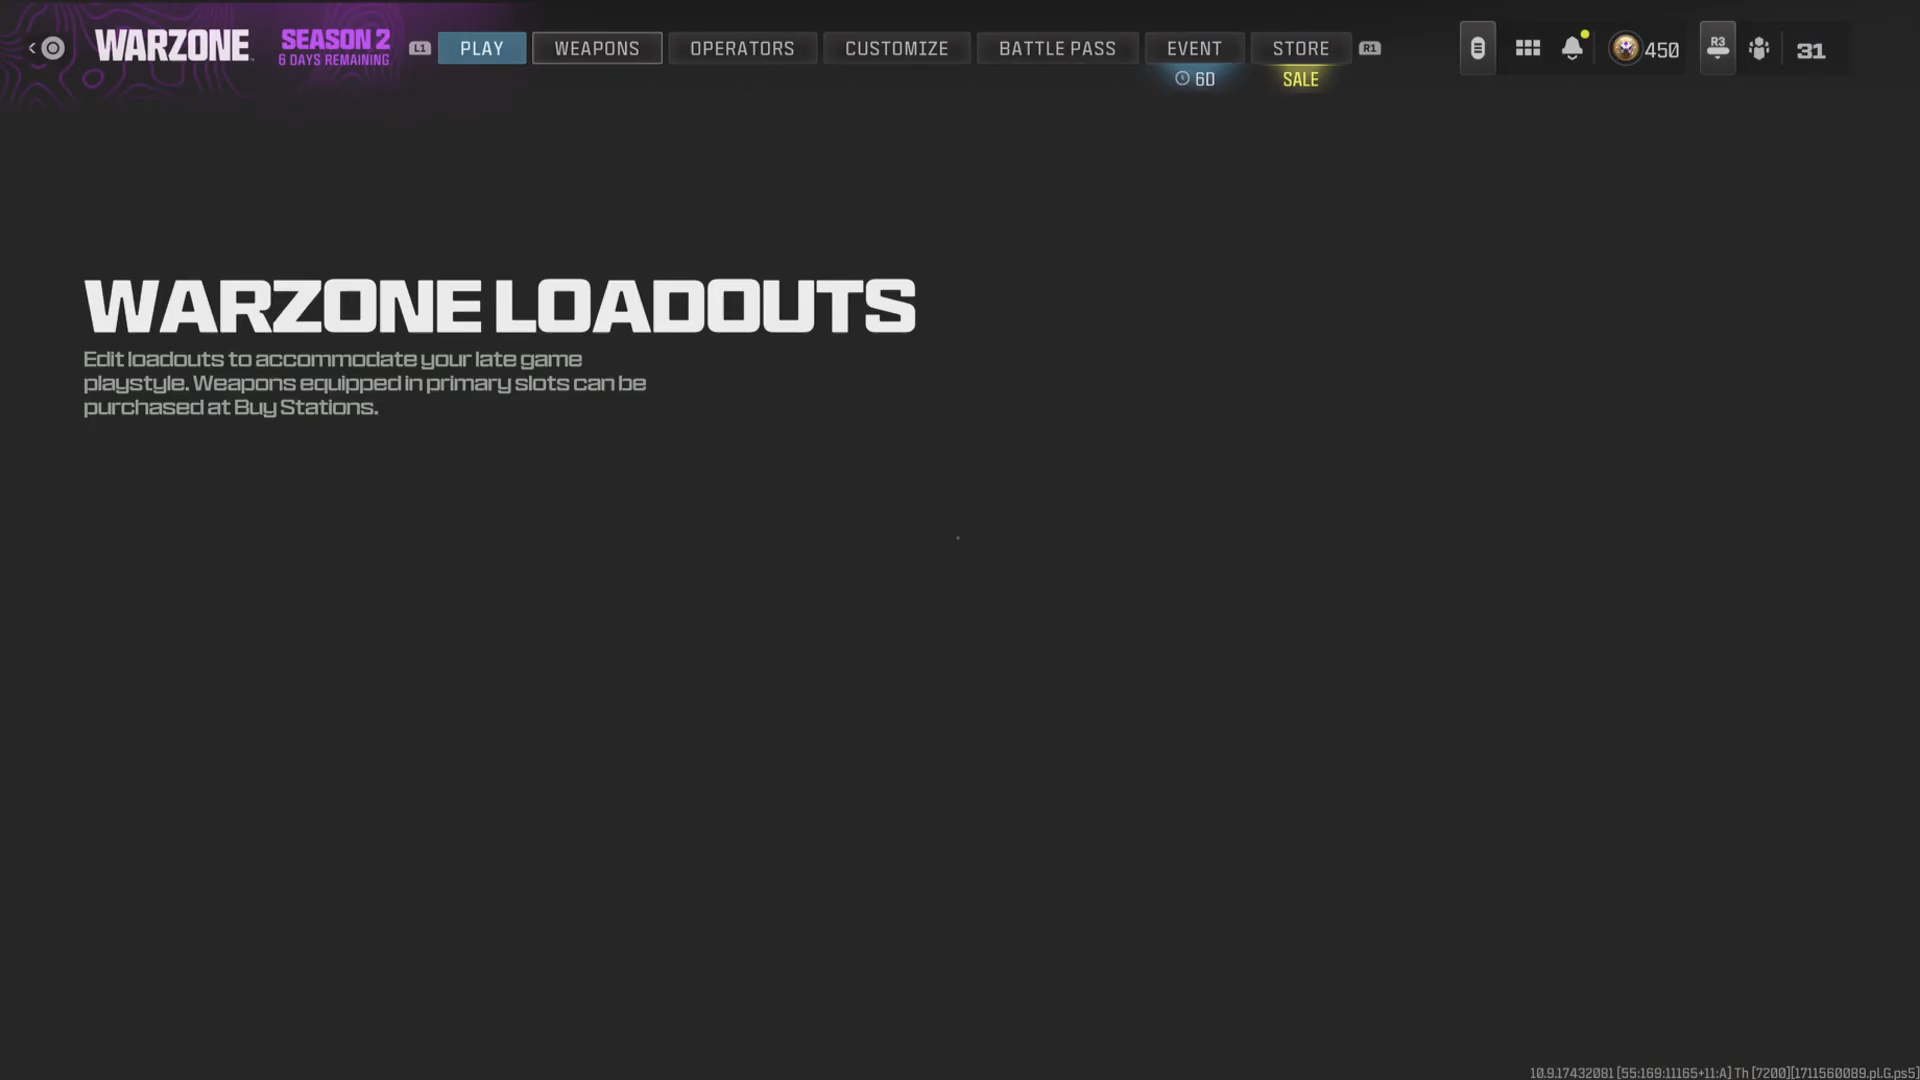 WARZONE
SEASON 2
6 DAYS REMAINING
L1
PLAY
WEAPONS
OPERATORS
CUSTOMIZE
BATTLE PASS
EVENT
6D
STORE
SALE
R1
450
R3
31
WARZONE LOADOUTS
Edit loadouts to accommodate your late game
playstyle. Weapons equipped in primary slots can be
purchased at Buy Stations.
10.9.17432081 [55:169:11165+11:A] Th [7200][1711560089.pl.G.ps5]